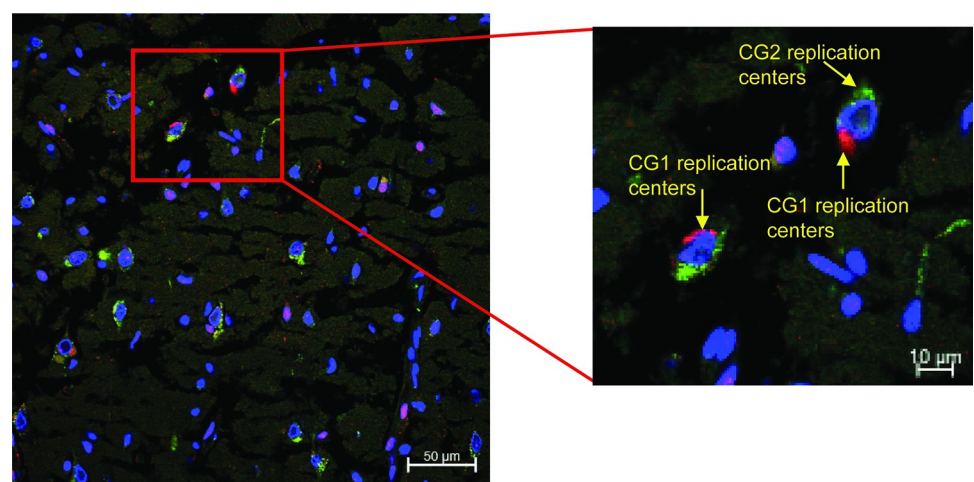 CG2 replication
centers
CG1 replication
centers
CG1 replication
centers
50 µm
10 µm